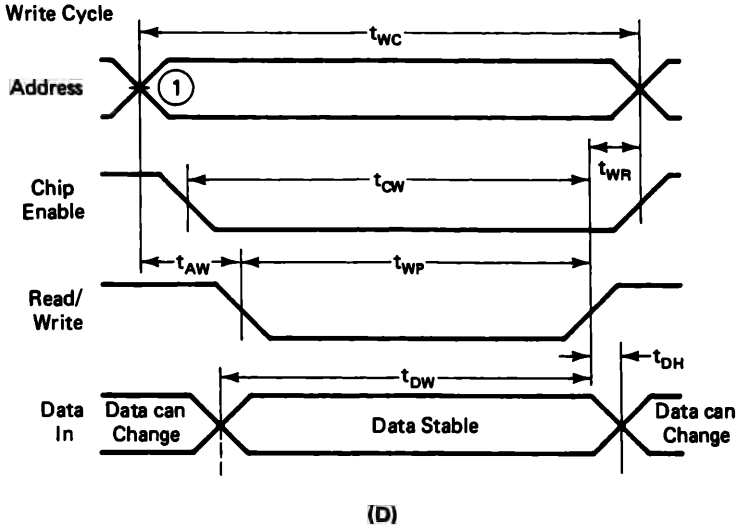 Write Cycle
tWC
Address
1
tCW
tWR
Chip
Enable
tAW
tWP
Read/
Write
tDW
tDH
Data
In
Data can
Change
Data Stable
Data can
Change
(D)